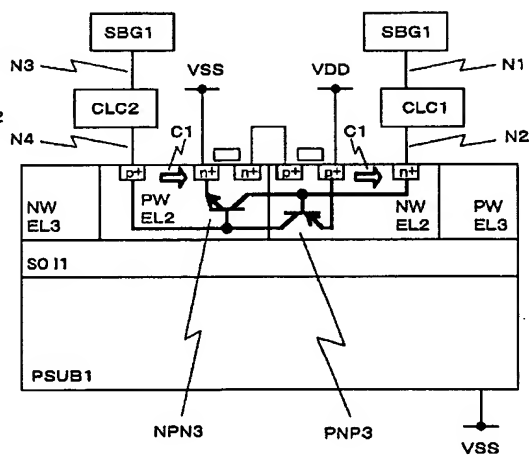 SBG1
SBG1
N3
VSS
VDD
N1
2
CLC2
CLC1
N4
C1
C1
N2
p+
n+
n+
p+
p+
n+
NW
EL3
PW
EL2
NW
EL2
PW
EL3
SOI1
PSUB1
NPN3
PNP3
VSS